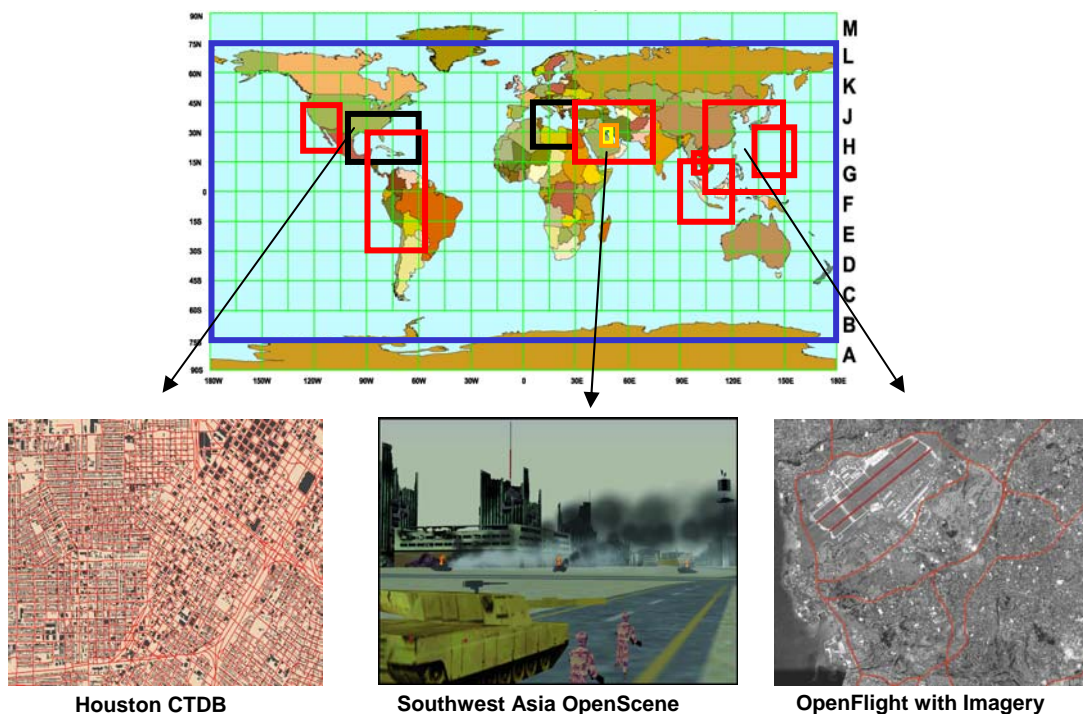 90N
M
75N
L
60N
K
45N
J
30N
H
15N
G
0
F
15S
E
30S
D
45S
C
60S
B
75S
A
90S
180W 150W 120W 90W 60W 30W 0 30E 60E 90E 120E 150E 180E
Houston CTDB
Southwest Asia OpenScene
OpenFlight with Imagery